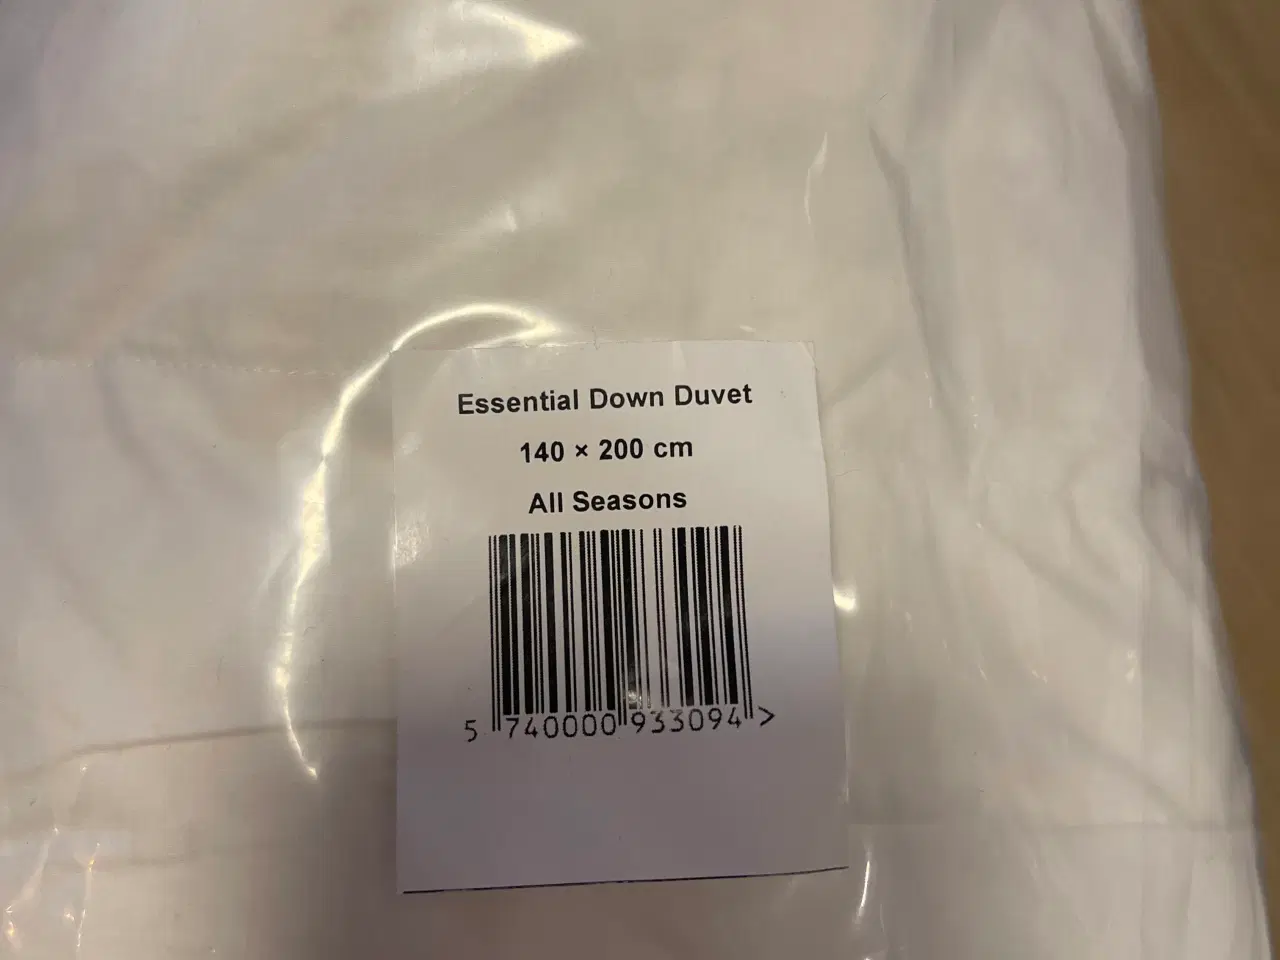 Essential Down Duvet
140 × 200 cm
All Seasons
5 740000 933094 >